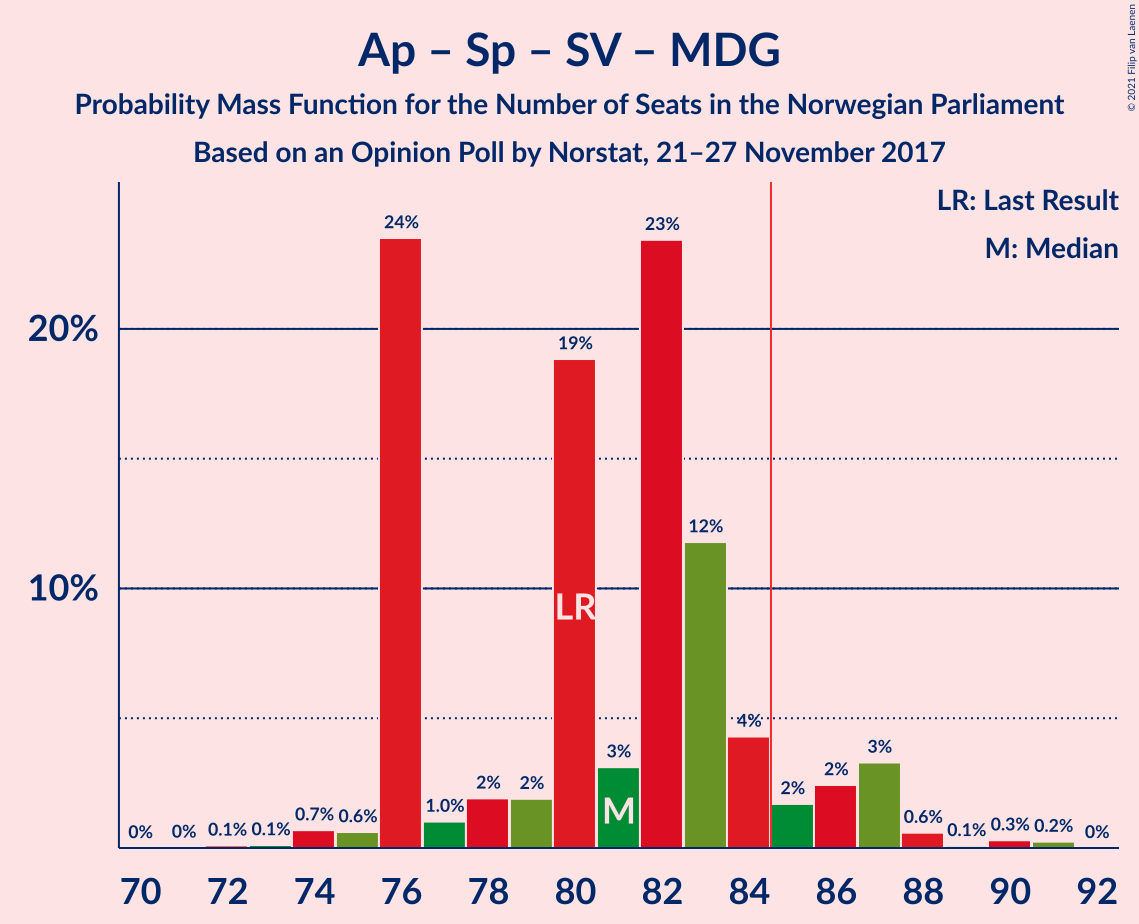 Ap – Sp – SV – MDG
Probability Mass Function for the Number of Seats in the Norwegian Parliament
Based on an Opinion Poll by Norstat, 21–27 November 2017
© 2021 Filip van Laenen
LR: Last Result
M: Median
20%
10%
0% 0% 0.1% 0.1% 0.7% 0.6% 24% 1.0% 2% 2% 19% 3% 23% 12% 4% 2% 2% 3% 0.6% 0.1% 0.3% 0.2% 0%
LR
M
70 72 74 76 78 80 82 84 86 88 90 92